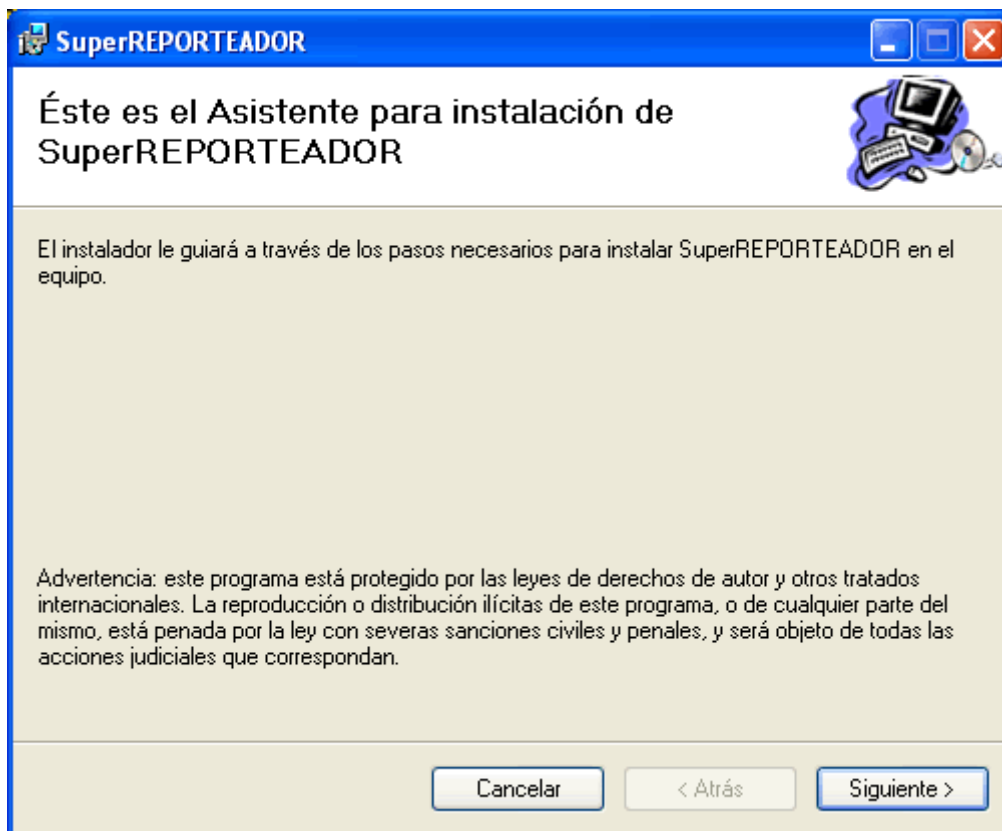 SuperREPORTEADOR
Éste es el Asistente para instalación de
SuperREPORTEADOR
El instalador le guiará a través de los pasos necesarios para instalar SuperREPORTEADOR en el
equipo.
Advertencia: este programa está protegido por las leyes de derechos de autor y otros tratados
internacionales. La reproducción o distribución ilícitas de este programa, o de cualquier parte del
mismo, está penada por la ley con severas sanciones civiles y penales, y será objeto de todas las
acciones judiciales que correspondan.
Cancelar < Atrás Siguiente >